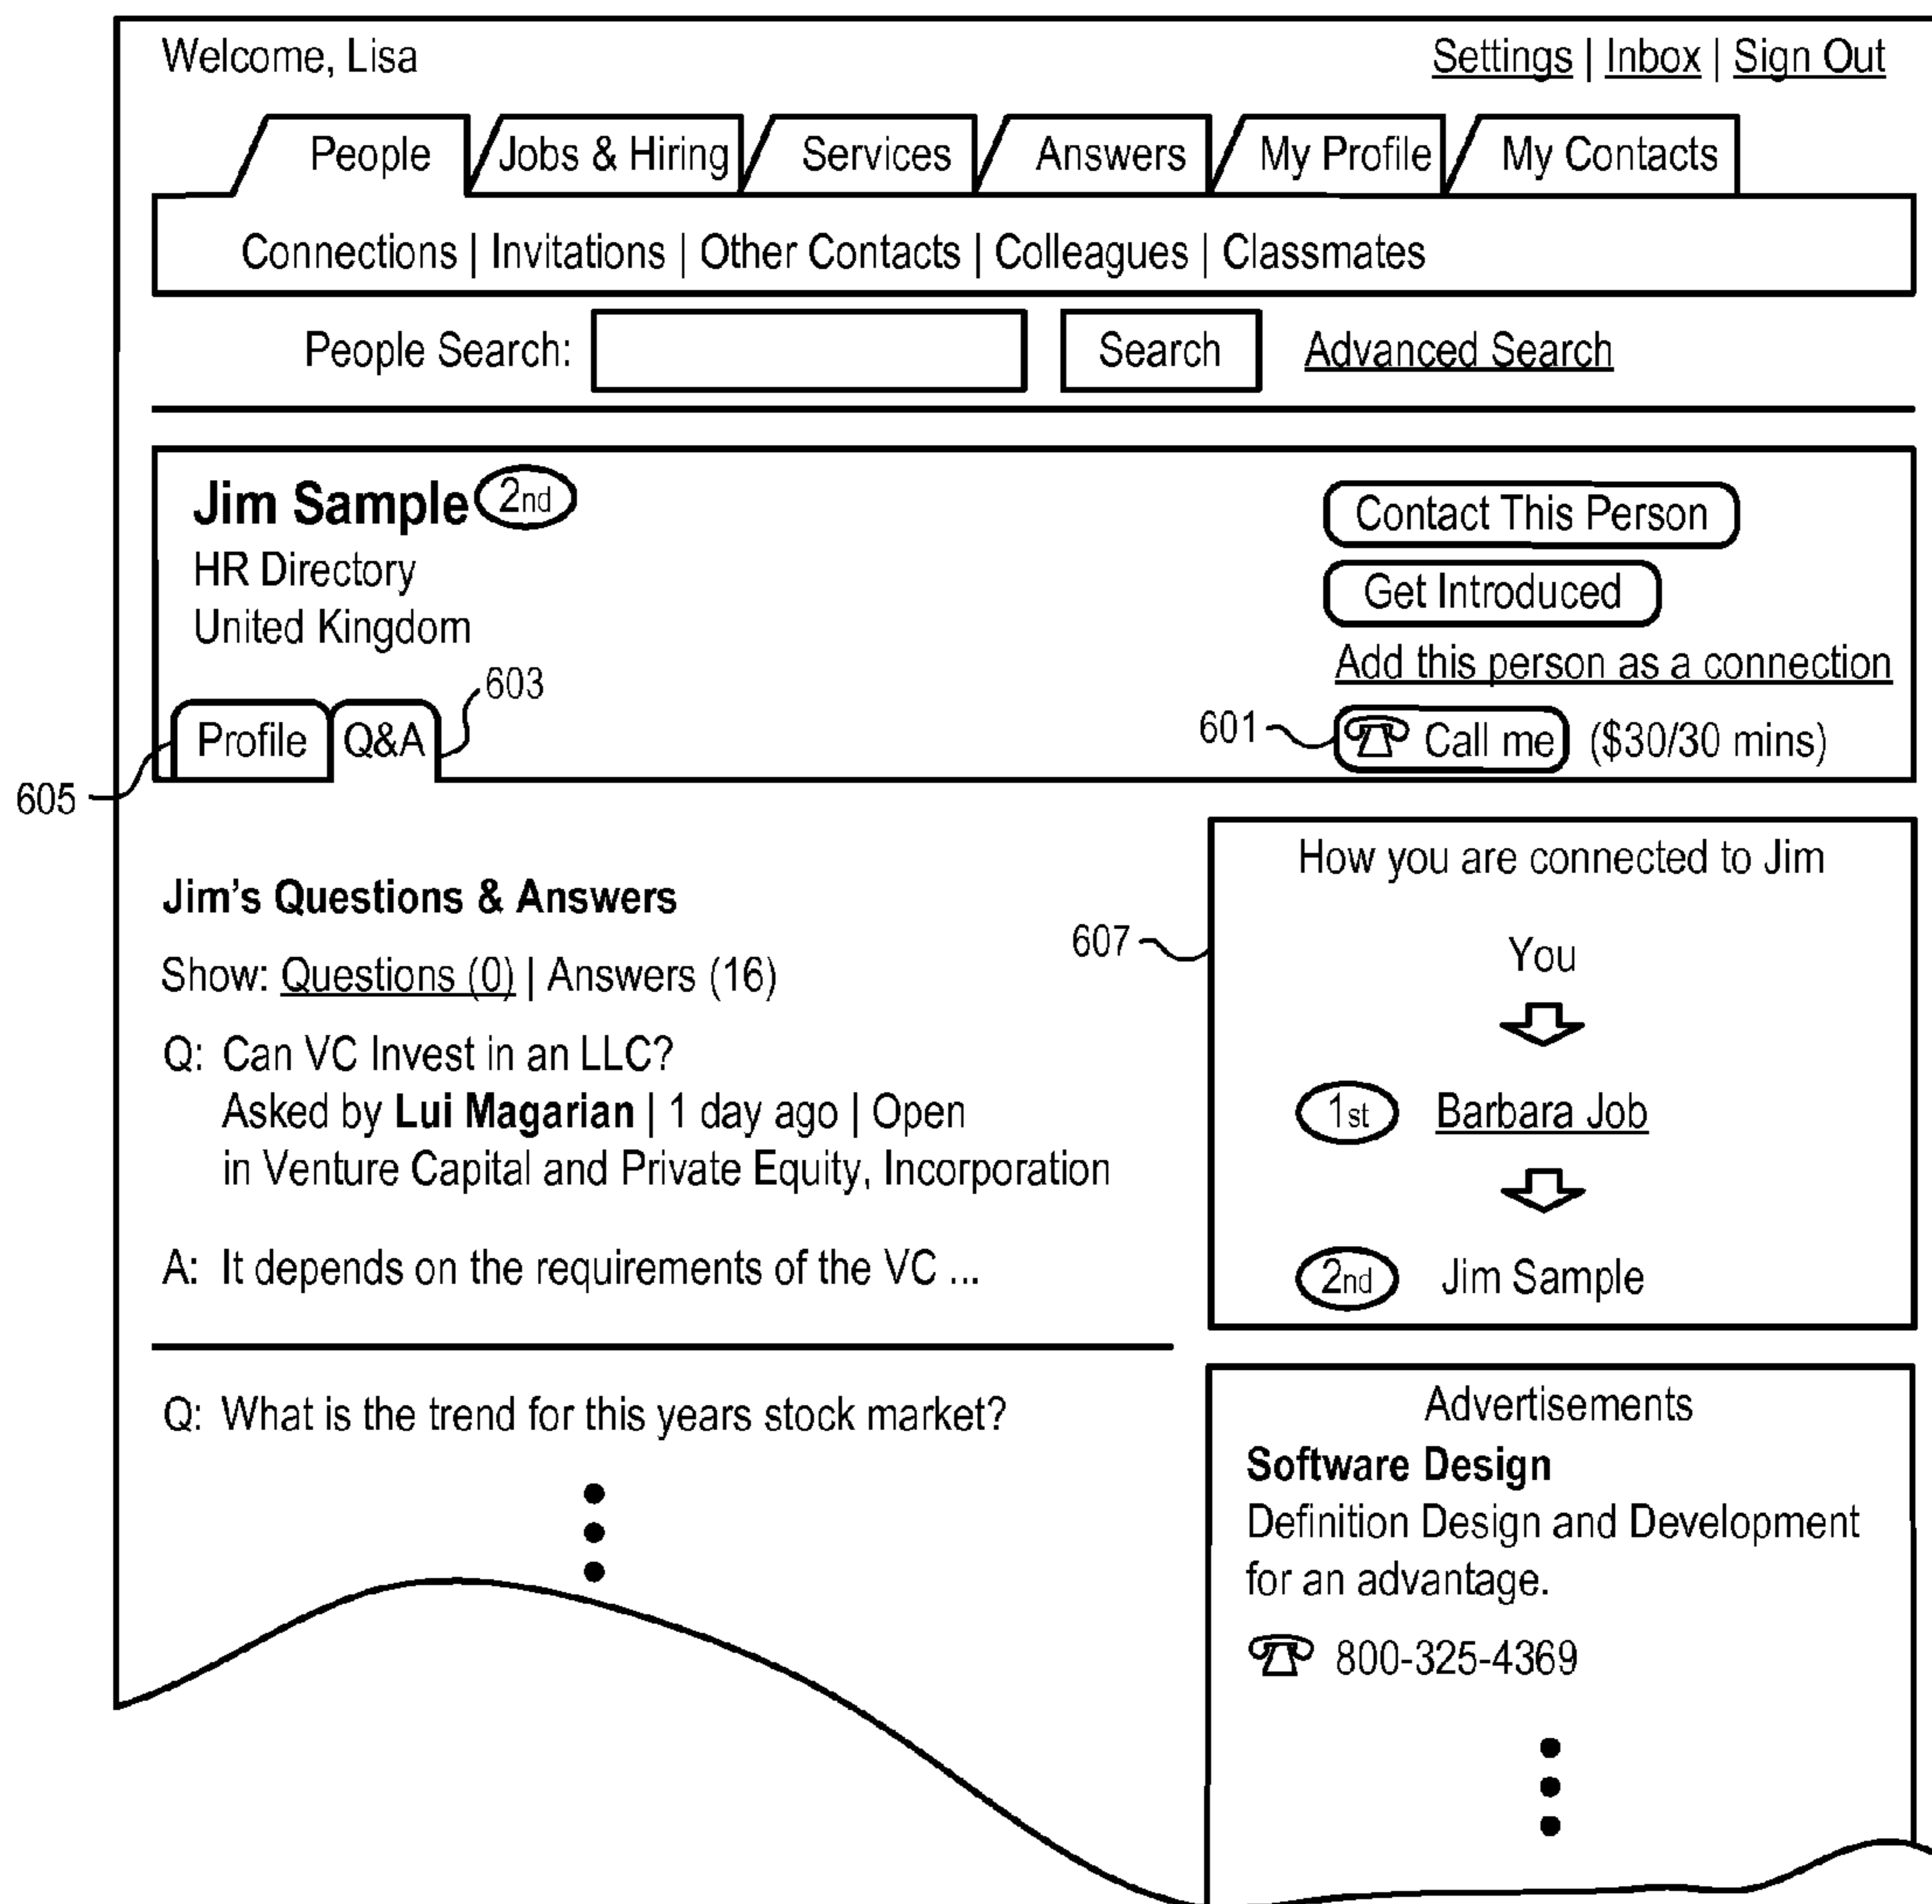 Welcome, Lisa
Settings | Inbox | Sign Out
People
Jobs & Hiring
Services
Answers
My Profile
My Contacts
Connections | Invitations | Other Contacts | Colleagues | Classmates
People Search:
Search
Advanced Search
Jim Sample 2nd
HR Directory
United Kingdom
Contact This Person
Get Introduced
Add this person as a connection
603
601
Call me ($30/30 mins)
Profile
Q&A
605
Jim's Questions & Answers
Show: Questions (0) | Answers (16)
Q: Can VC Invest in an LLC?
Asked by Lui Magarian | 1 day ago | Open
in Venture Capital and Private Equity, Incorporation
A: It depends on the requirements of the VC ...
Q: What is the trend for this years stock market?
607
How you are connected to Jim
You
1st Barbara Job
2nd Jim Sample
Advertisements
Software Design
Definition Design and Development
for an advantage.
800-325-4369